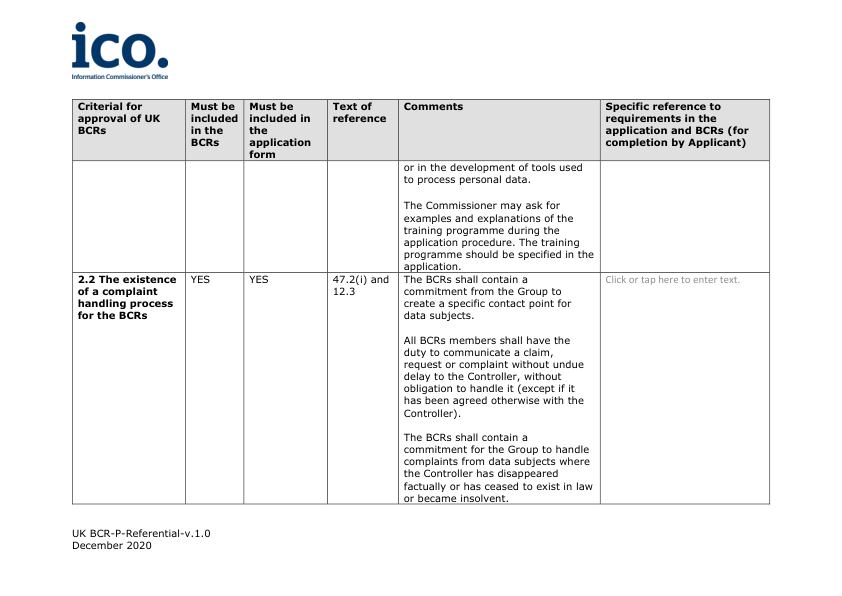 ico.
Information Commissioner's Office
Criterial for
approval of UK
BCRs
Must be
included
in the
BCRs
Must be
included in
the
application
form
Text of
reference
Comments
Specific reference to
requirements in the
application and BCRs (for
completion by Applicant)
or in the development of tools used
to process personal data.
The Commissioner may ask for
examples and explanations of the
training programme during the
application procedure. The training
programme should be specified in the
application.
2.2 The existence
of a complaint
handling process
for the BCRs
YES
YES
47.2(i) and
12.3
The BCRs shall contain a
commitment from the Group to
create a specific contact point for
data subjects.
All BCRs members shall have the
duty to communicate a claim,
request or complaint without undue
delay to the Controller, without
obligation to handle it (except if it
has been agreed otherwise with the
Controller).
The BCRs shall contain a
commitment for the Group to handle
complaints from data subjects where
the Controller has disappeared
factually or has ceased to exist in law
or became insolvent.
Click or tap here to enter text.
UK BCR-P-Referential-v.1.0
December 2020